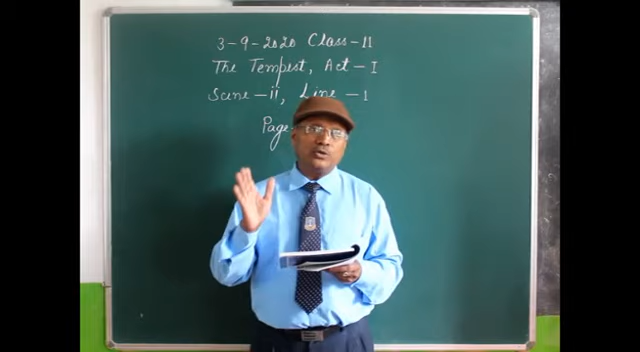 3-9-2020 Class-11
The Tempest, Act-I
Scene-ii, Line-1
Page